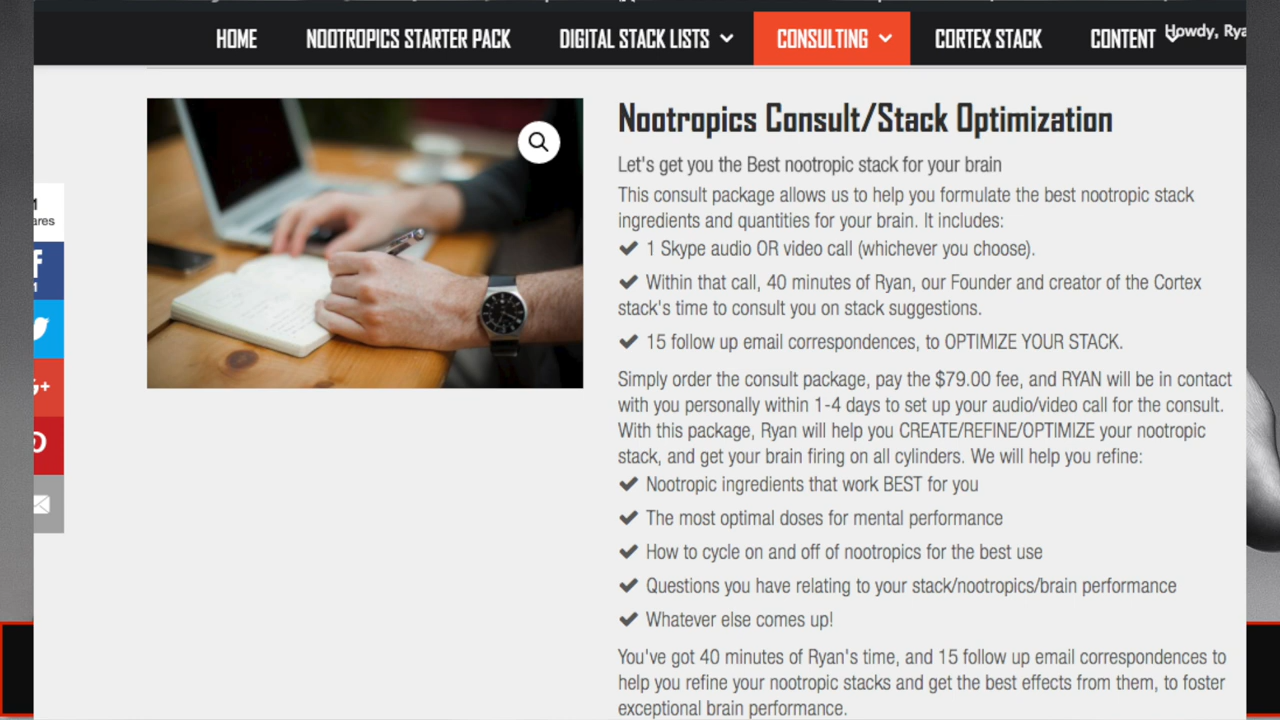 HOME NOOTROPICS STARTER PACK DIGITAL STACK LISTS CONSULTING CORTEX STACK CONTENT Howdy, Rya
Nootropics Consult/Stack Optimization
Let's get you the Best nootropic stack for your brain
This consult package allows us to help you formulate the best nootropic stack
ingredients and quantities for your brain. It includes:
✔ 1 Skype audio OR video call (whichever you choose).
✔ Within that call, 40 minutes of Ryan, our Founder and creator of the Cortex
stack's time to consult you on stack suggestions.
✔ 15 follow up email correspondences, to OPTIMIZE YOUR STACK.
Simply order the consult package, pay the $79.00 fee, and RYAN will be in contact
with you personally within 1-4 days to set up your audio/video call for the consult.
With this package, Ryan will help you CREATE/REFINE/OPTIMIZE your nootropic
stack, and get your brain firing on all cylinders. We will help you refine:
✔ Nootropic ingredients that work BEST for you
✔ The most optimal doses for mental performance
✔ How to cycle on and off of nootropics for the best use
✔ Questions you have relating to your stack/nootropics/brain performance
✔ Whatever else comes up!
You've got 40 minutes of Ryan's time, and 15 follow up email correspondences to
help you refine your nootropic stacks and get the best effects from them, to foster
exceptional brain performance.
1
ares
f
1
+